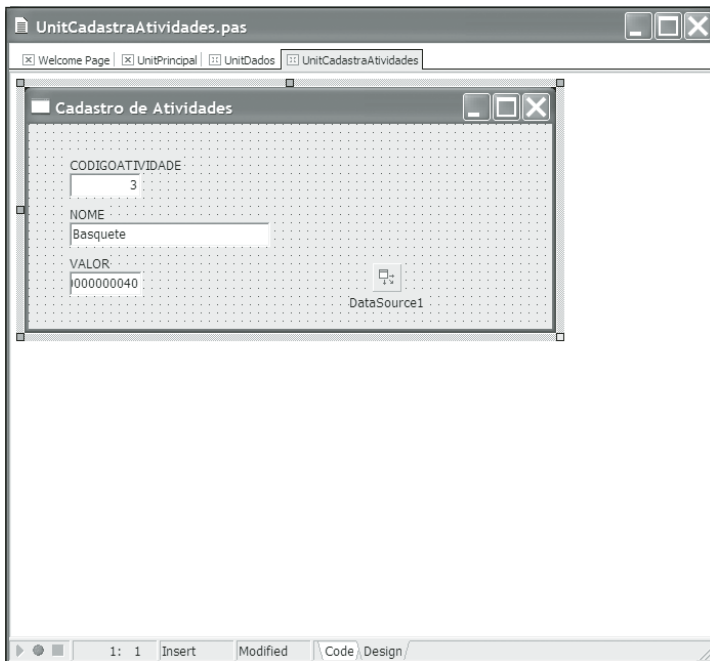 UnitCadastraAtividades.pas
Welcome Page UnitPrincipal UnitDados UnitCadastraAtividades
Cadastro de Atividades
CODIGOATIVIDADE
3
NOME
Basquete
VALOR
000000040
DataSource1
1: 1 Insert Modified Code Design